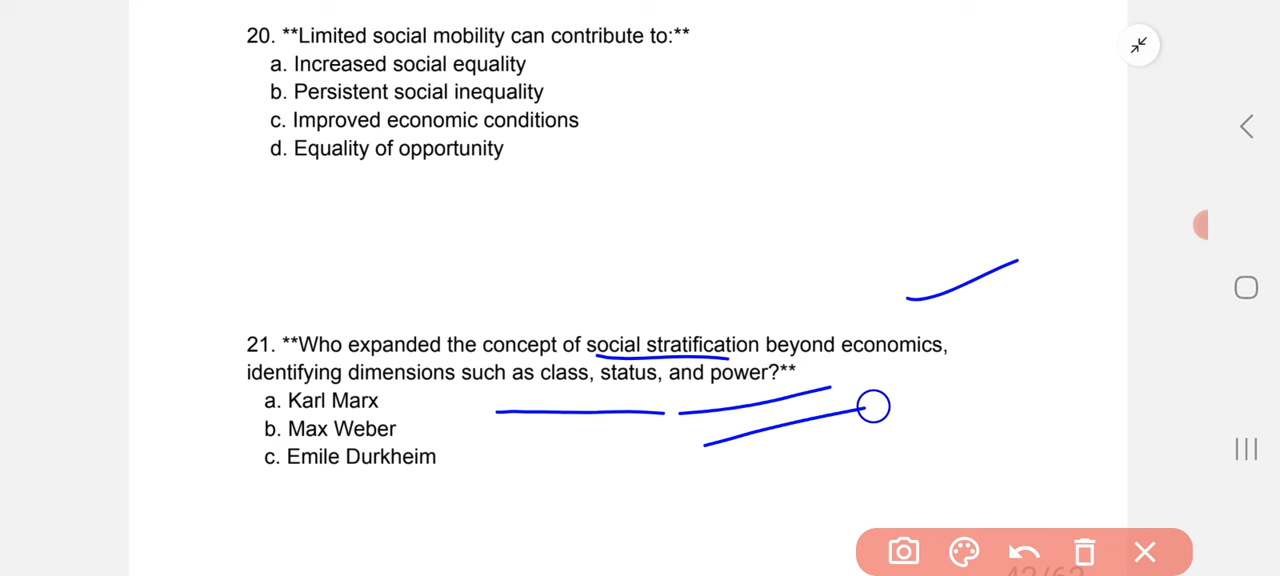 20. **Limited social mobility can contribute to:**
a. Increased social equality
b. Persistent social inequality
c. Improved economic conditions
d. Equality of opportunity
21. **Who expanded the concept of social stratification beyond economics,
identifying dimensions such as class, status, and power?**
a. Karl Marx
b. Max Weber
c. Emile Durkheim